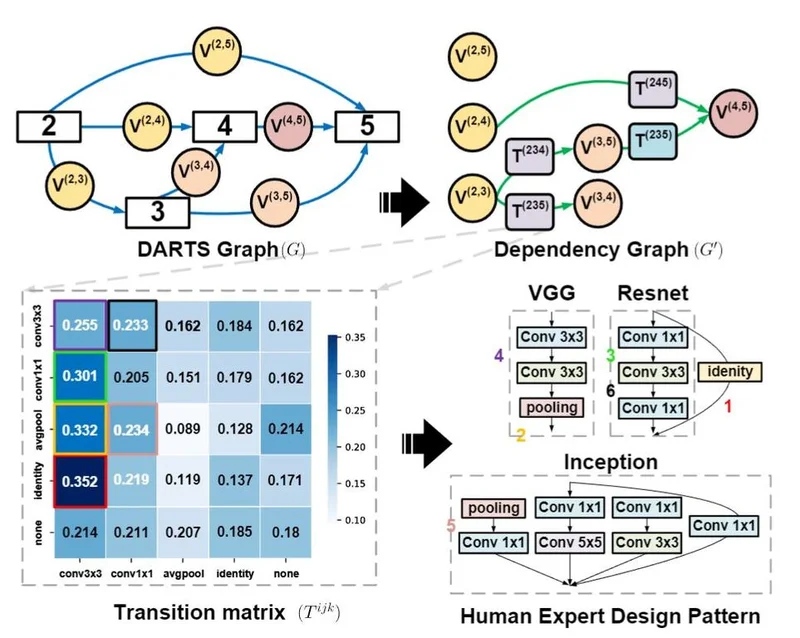 V(2,5)
2
V(2,4)
4
V(4,5)
5
V(2,3)
V(3,4)
3
V(3,5)
DARTS Graph(G)
V(2,5)
V(2,4)
T(245)
V(4,5)
T(234)
V(3,5)
T(235)
V(2,3)
T(235)
V(3,4)
Dependency Graph (G′)
conv3x3 0.255 0.233 0.162 0.184 0.162
conv1x1 0.301 0.205 0.151 0.179 0.162
avgpool 0.332 0.234 0.089 0.128 0.214
identity 0.352 0.219 0.119 0.137 0.171
none 0.214 0.211 0.207 0.185 0.18
conv3x3 conv1x1 avgpool identity none
0.35
0.30
0.25
0.20
0.15
0.10
Transition matrix (Tijk)
VGG
Conv 3x3
4
Conv 3x3
pooling
2
Resnet
Conv 1x1
3
Conv 3x3
6
Conv 1x1
idenity
1
Inception
pooling Conv 1x1 Conv 1x1
5
Conv 1x1 Conv 5x5 Conv 3x3
Conv 1x1
Human Expert Design Pattern